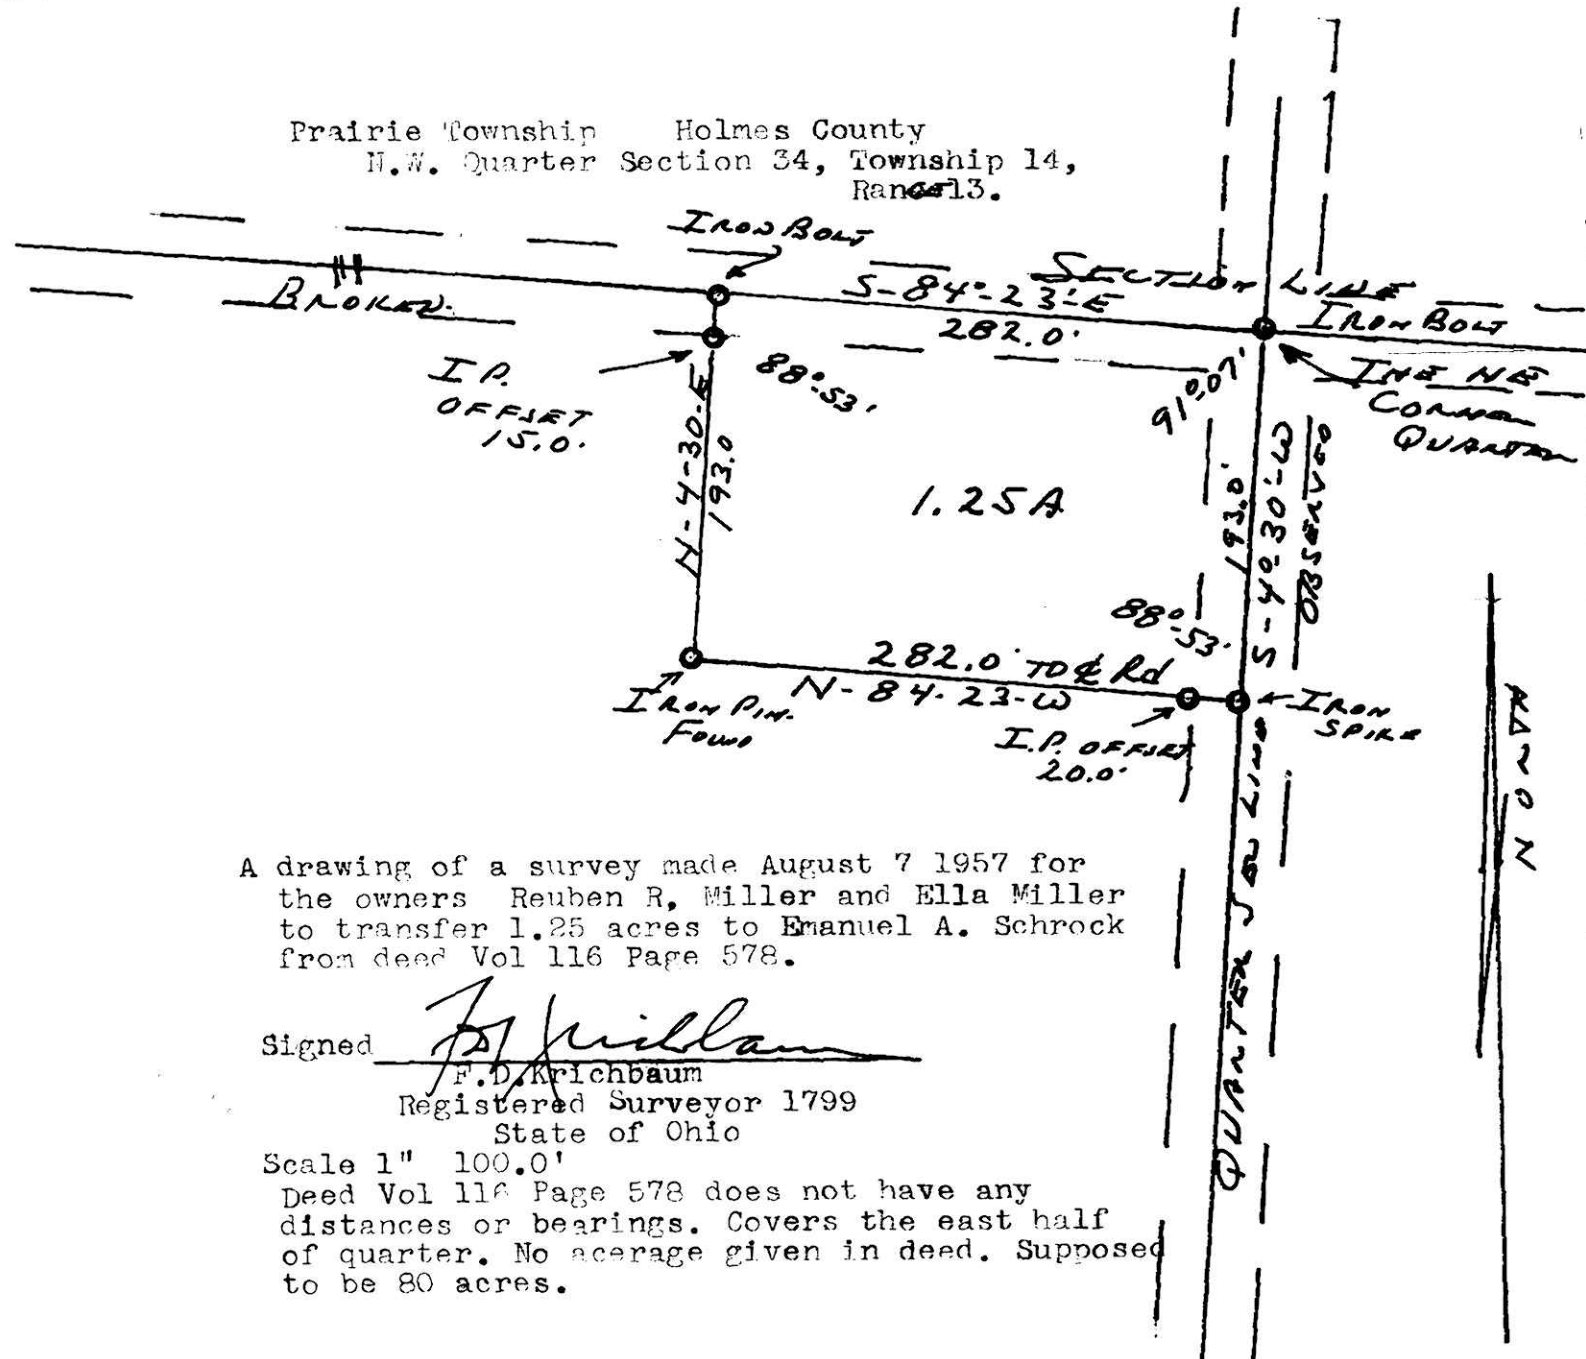 Prairie Township Holmes County
N.W. Quarter Section 34, Township 14,
Range 13.
IRON BOLT
SECTION LINE
S-84°-23'-E
282.0'
BROKEN
IRON BOLT
I.P.
OFFSET
15.0'
88°-53'
91°07'
THE NE
CORNER
QUARTER
N-4-30-E
193.0
1.25A
193.0'
S-4°-30'-W
OBSERVED
88°-53'
282.0' TO ℄ Rd
N-84-23-W
IRON PIN
FOUND
I.P. OFFSET
20.0'
IRON
SPIKE
QUARTER SEC LINE
A drawing of a survey made August 7 1957 for
the owners Reuben R, Miller and Ella Miller
to transfer 1.25 acres to Emanuel A. Schrock
from deed Vol 116 Page 578.
Signed
F.D.Krichbaum
Registered Surveyor 1799
State of Ohio
Scale 1" 100.0'
Deed Vol 116 Page 578 does not have any
distances or bearings. Covers the east half
of quarter. No acerage given in deed. Supposed
to be 80 acres.